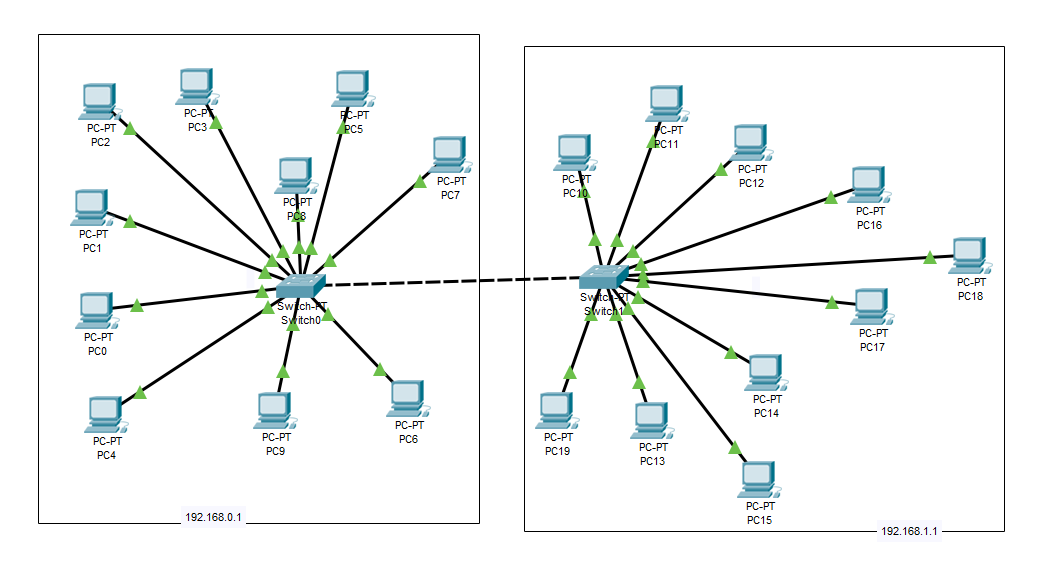 PC-PT
PC2
PC-PT
PC3
PC-PT
PC5
PC-PT
PC7
PC-PT
PC8
PC-PT
PC1
PC-PT
PC0
PC-PT
PC4
PC-PT
PC9
PC-PT
PC6
Switch-PT
Switch0
192.168.0.1
PC-PT
PC11
PC-PT
PC10
PC-PT
PC12
PC-PT
PC16
PC-PT
PC18
Switch-PT
Switch1
PC-PT
PC17
PC-PT
PC14
PC-PT
PC19
PC-PT
PC13
PC-PT
PC15
192.168.1.1